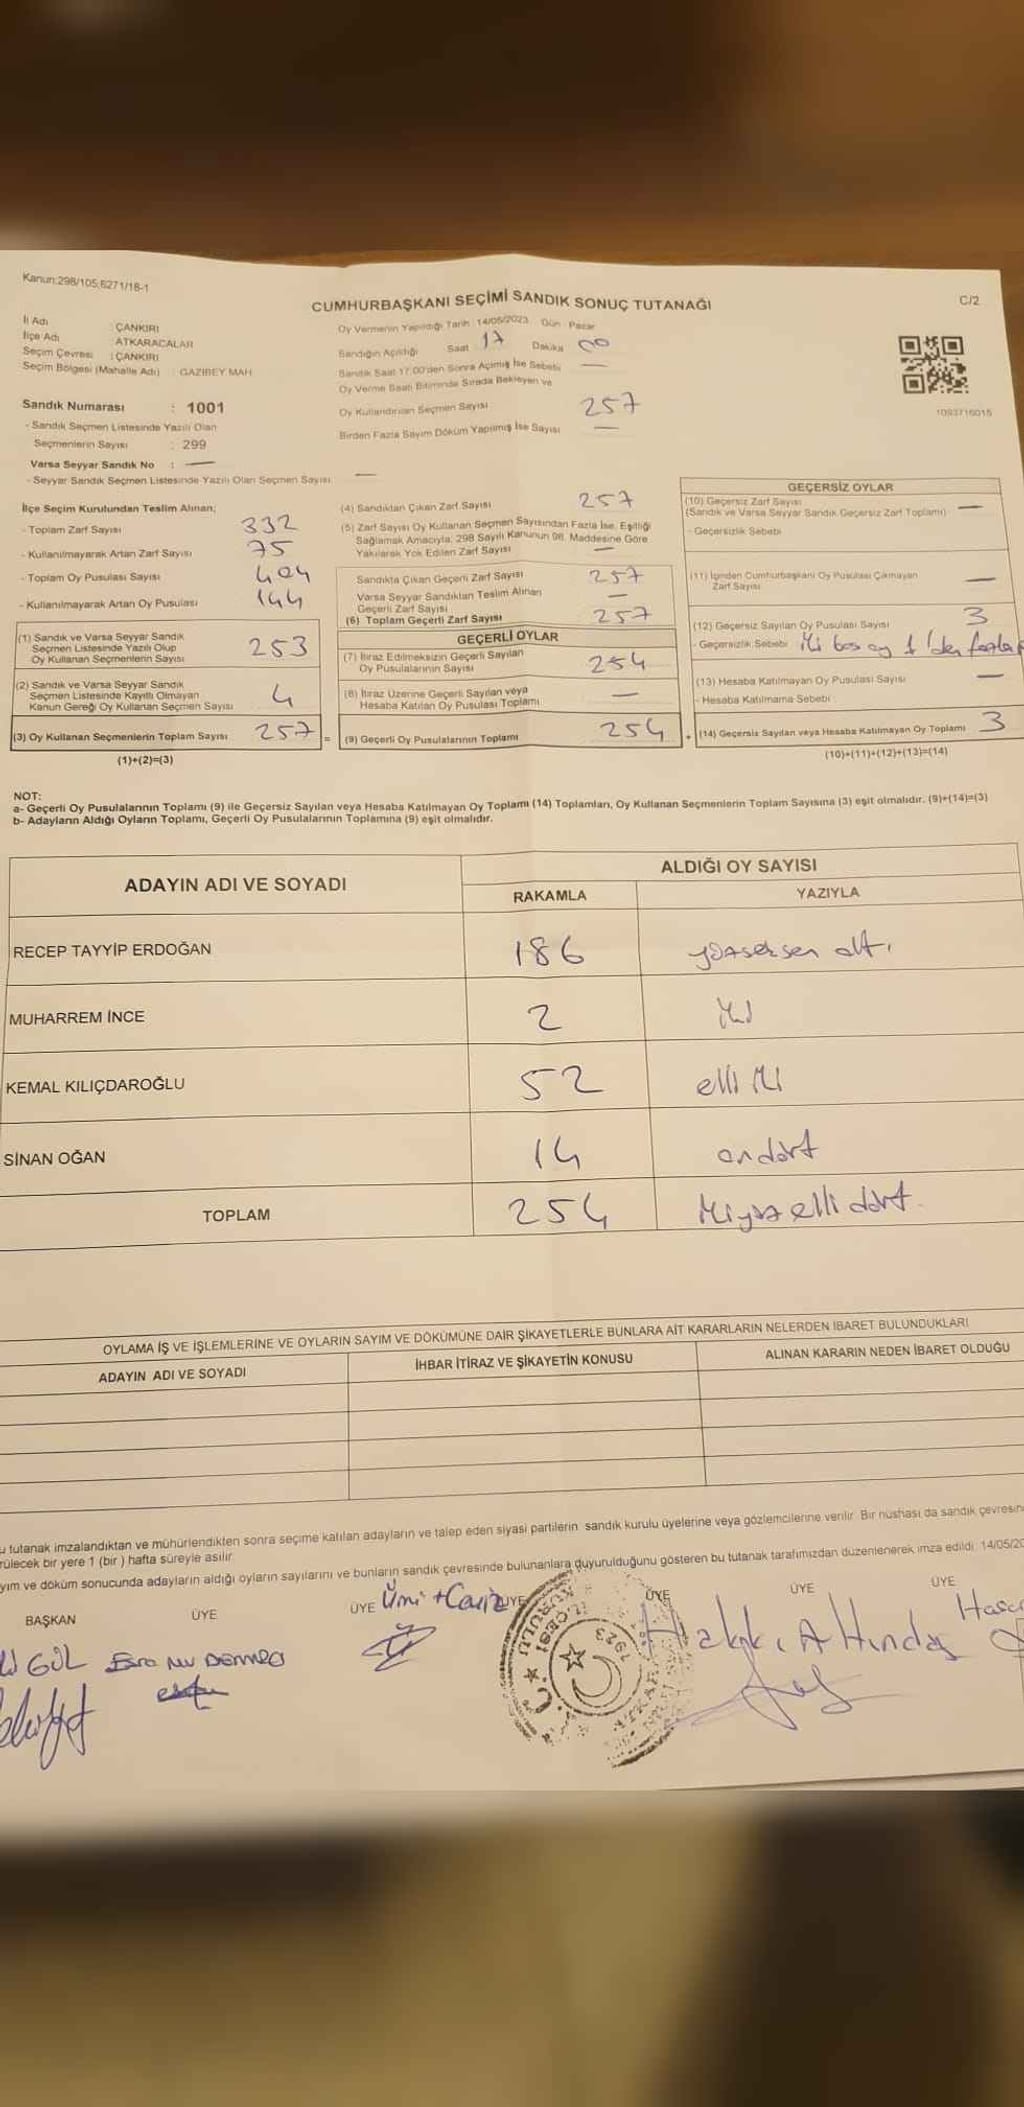 Kanun:298/105;6271/18-1
CUMHURBAŞKANI SEÇİMİ SANDIK SONUÇ TUTANAĞI
C/2
İl Adı : ÇANKIRI
İlçe Adı : ATKARACALAR
Seçim Çevresi : ÇANKIRI
Seçim Bölgesi (Mahalle Adı) : GAZİBEY MAH
Sandık Numarası : 1001
- Sandık Seçmen Listesinde Yazılı Olan
Seçmenlerin Sayısı : 299
Varsa Seyyar Sandık No : —
- Seyyar Sandık Seçmen Listesinde Yazılı Olan Seçmen Sayısı —
Oy Vermenin Yapıldığı Tarih : 14/05/2023 Gün : Pazar
Sandığın Açıldığı Saat 17 Dakika 00
Sandık Saat 17:00'den Sonra Açımış İse Sebebi —
Oy Verme Saati Bitiminde Sırada Bekleyen ve
Oy Kullandırılan Seçmen Sayısı 257
Birden Fazla Sayım Döküm Yapılmış İse Sayısı —
1093716015
İlçe Seçim Kurulundan Teslim Alınan;
- Toplam Zarf Sayısı 332
- Kullanılmayarak Artan Zarf Sayısı 75
- Toplam Oy Pusulası Sayısı 404
- Kullanılmayarak Artan Oy Pusulası 144
(1) Sandık ve Varsa Seyyar Sandık
Seçmen Listesinde Yazılı Olup
Oy Kullanan Seçmenlerin Sayısı 253
(2) Sandık ve Varsa Seyyar Sandık
Seçmen Listesinde Kayıtlı Olmayan
Kanun Gereği Oy Kullanan Seçmen Sayısı 4
(3) Oy Kullanan Seçmenlerin Toplam Sayısı 257 =
(1)+(2)=(3)
(4) Sandıktan Çıkan Zarf Sayısı 257
(5) Zarf Sayısı Oy Kullanan Seçmen Sayısından Fazla İse, Eşitliği
Sağlamak Amacıyla, 298 Sayılı Kanunun 98. Maddesine Göre
Yakılarak Yok Edilen Zarf Sayısı —
Sandıkta Çıkan Geçerli Zarf Sayısı 257
Varsa Seyyar Sandıktan Teslim Alınan
Geçerli Zarf Sayısı —
(6) Toplam Geçerli Zarf Sayısı 257
GEÇERLİ OYLAR
(7) İtiraz Edilmeksizin Geçerli Sayılan
Oy Pusulalarının Sayısı 254
(8) İtiraz Üzerine Geçerli Sayılan veya
Hesaba Katılan Oy Pusulası Toplamı —
(9) Geçerli Oy Pusulalarının Toplamı 254 +
GEÇERSİZ OYLAR
(10) Geçersiz Zarf Sayısı
(Sandık ve Varsa Seyyar Sandık Geçersiz Zarf Toplamı) —
- Geçersizlik Sebebi
(11) İçinden Cumhurbaşkanı Oy Pusulası Çıkmayan
Zarf Sayısı —
(12) Geçersiz Sayılan Oy Pusulası Sayısı 3
- Geçersizlik Sebebi iki boş oy 1'den fazla
(13) Hesaba Katılmayan Oy Pusulası Sayısı —
- Hesaba Katılmama Sebebi
(14) Geçersiz Sayılan veya Hesaba Katılmayan Oy Toplamı 3
(10)+(11)+(12)+(13)=(14)
NOT:
a- Geçerli Oy Pusulalarının Toplamı (9) ile Geçersiz Sayılan veya Hesaba Katılmayan Oy Toplamı (14) Toplamları, Oy Kullanan Seçmenlerin Toplam Sayısına (3) eşit olmalıdır. (9)+(14)=(3)
b- Adayların Aldığı Oyların Toplamı, Geçerli Oy Pusulalarının Toplamına (9) eşit olmalıdır.
ADAYIN ADI VE SOYADI ALDIĞI OY SAYISI
RAKAMLA YAZIYLA
RECEP TAYYİP ERDOĞAN 186 yüzseksen altı
MUHARREM İNCE 2 iki
KEMAL KILIÇDAROĞLU 52 elli iki
SİNAN OĞAN 14 ondört
TOPLAM 254 ikiyüz elli dört
OYLAMA İŞ VE İŞLEMLERİNE VE OYLARIN SAYIM VE DÖKÜMÜNE DAİR ŞİKAYETLERLE BUNLARA AİT KARARLARIN NELERDEN İBARET BULUNDUKLARI
ADAYIN ADI VE SOYADI İHBAR İTİRAZ VE ŞİKAYETİN KONUSU ALINAN KARARIN NEDEN İBARET OLDUĞU
tutanak imzalandıktan ve mühürlendikten sonra seçime katılan adayların ve talep eden siyasi partilerin sandık kurulu üyelerine veya gözlemcilerine verilir. Bir nüshası da sandık çevresin
rülecek bir yere 1 (bir) hafta süreyle asılır.
yım ve döküm sonucunda adayların aldığı oyların sayılarını ve bunların sandık çevresinde bulunanlara duyurulduğunu gösteren bu tutanak tarafımızdan düzenlenerek imza edildi. 14/05/20
BAŞKAN ÜYE ÜYE ÜYE ÜYE ÜYE ÜYE
GÜL Ümit Hakkı Altındaş
T.C. İLÇESİ KURULU 1923